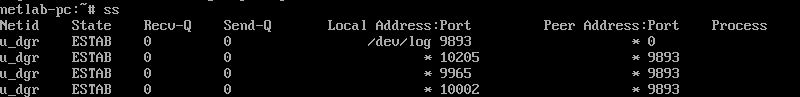 netlab-pc:~# ss
Netid State Recv-Q Send-Q Local Address:Port Peer Address:Port Process
u_dgr ESTAB 0 0 /dev/log 9893 * 0
u_dgr ESTAB 0 0 * 10205 * 9893
u_dgr ESTAB 0 0 * 9965 * 9893
u_dgr ESTAB 0 0 * 10002 * 9893